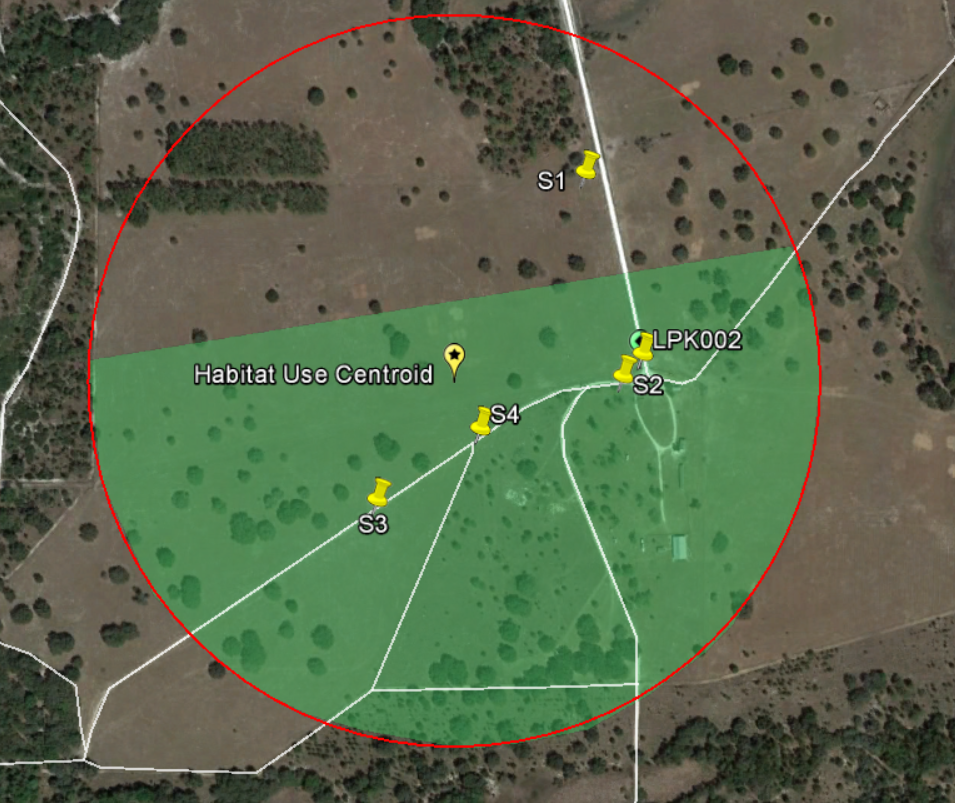 S1
LPK002
Habitat Use Centroid
S2
S4
S3